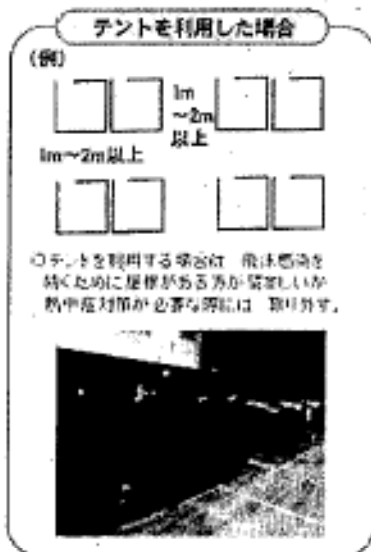 テントを利用した場合
(例)
1m
～2m
以上
1m～2m以上
○テントを利用する場合は 飛沫感染を
防ぐために屋根がある方が望ましいが
熱中症対策が必要な際には 取り外す。